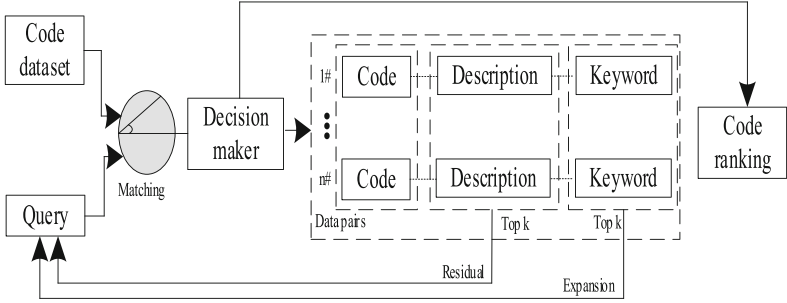 Code
dataset
Query
Matching
Decision
maker
1#
Code
Description
Keyword
n#
Code
Description
Keyword
Data pairs
Top k
Top k
Residual
Expansion
Code
ranking